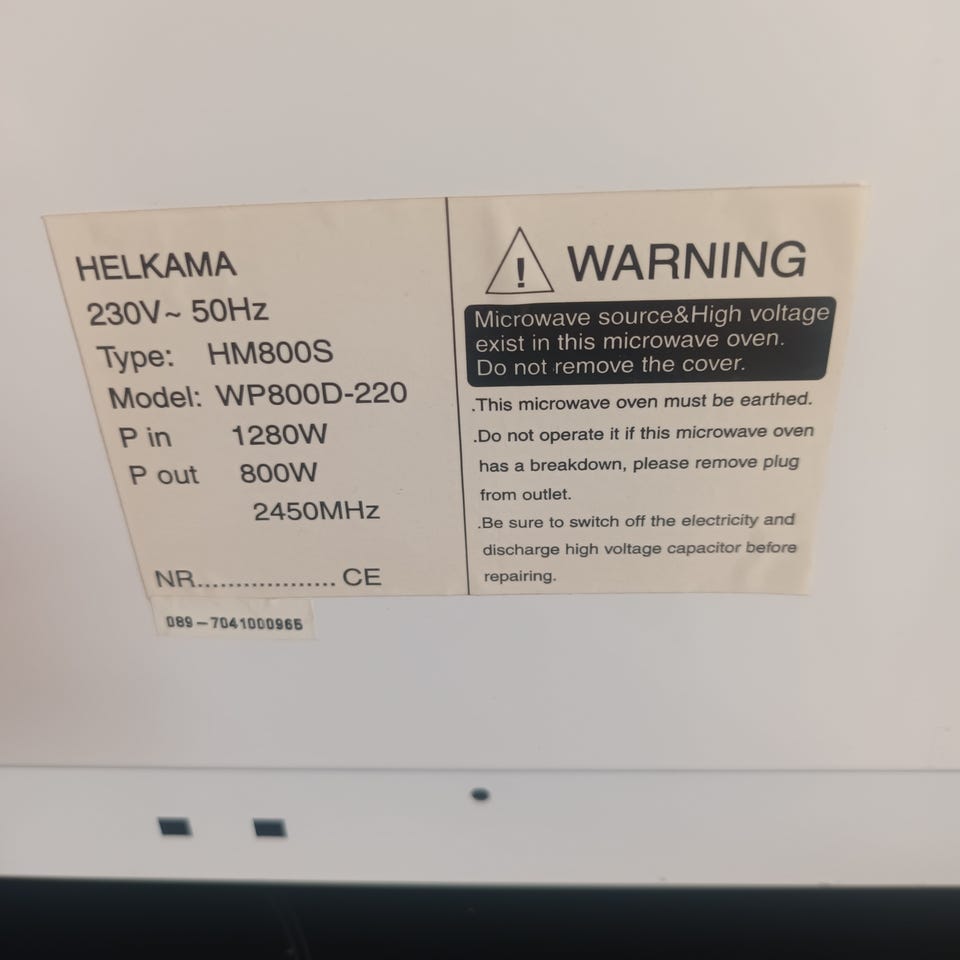 HELKAMA
230V~ 50Hz
Type: HM800S
Model: WP800D-220
P in 1280W
P out 800W
2450MHz
NR.................. CE
089-7041000965
! WARNING
Microwave source&High voltage
exist in this microwave oven.
Do not remove the cover.
.This microwave oven must be earthed.
.Do not operate it if this microwave oven
has a breakdown, please remove plug
from outlet.
.Be sure to switch off the electricity and
discharge high voltage capacitor before
repairing.